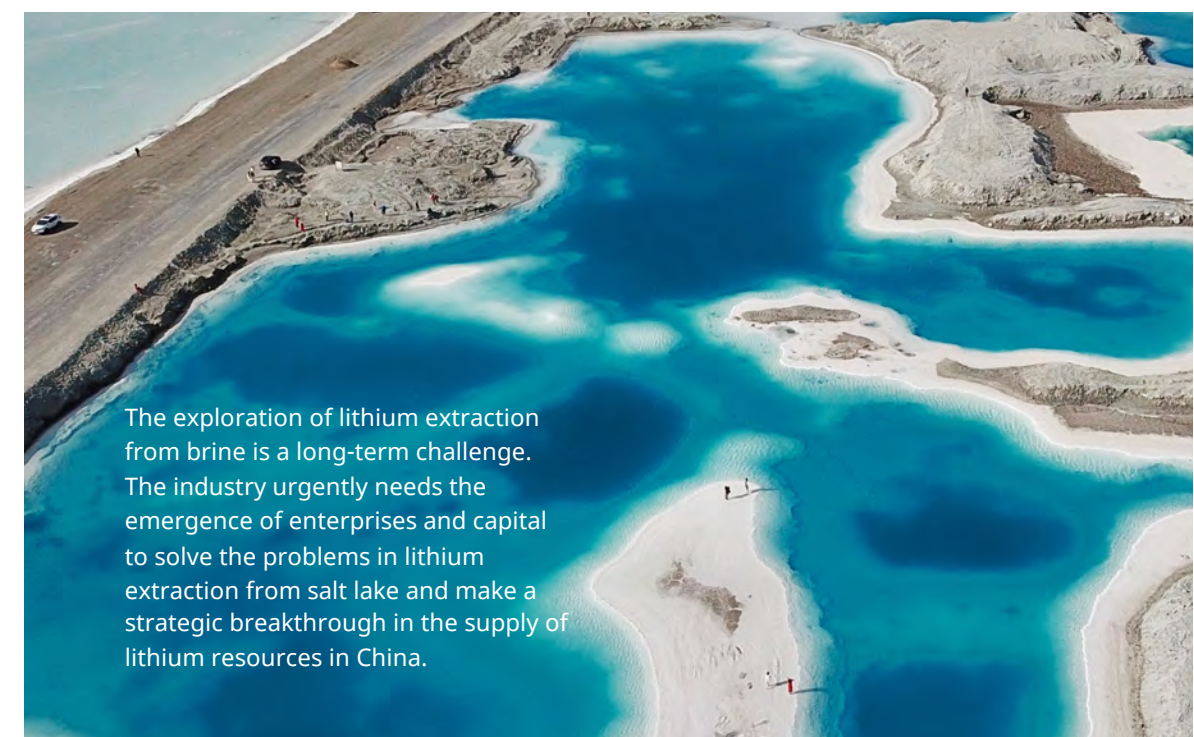 The exploration of lithium extraction
from brine is a long-term challenge.
The industry urgently needs the
emergence of enterprises and capital
to solve the problems in lithium
extraction from salt lake and make a
strategic breakthrough in the supply of
lithium resources in China.